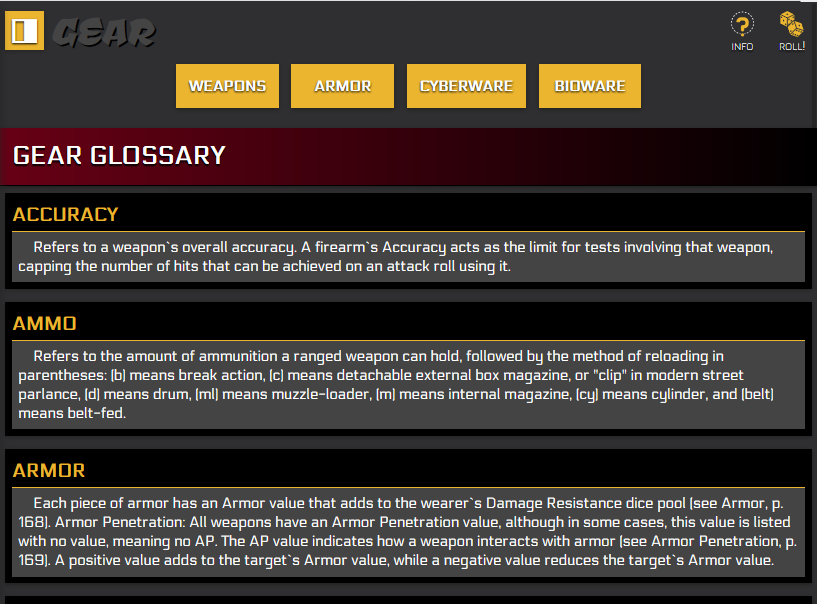 GEAR
INFO
ROLL!
WEAPONS
ARMOR
CYBERWARE
BIOWARE
GEAR GLOSSARY
ACCURACY
Refers to a weapon`s overall accuracy. A firearm`s Accuracy acts as the limit for tests involving that weapon,
capping the number of hits that can be achieved on an attack roll using it.
AMMO
Refers to the amount of ammunition a ranged weapon can hold, followed by the method of reloading in
parentheses: (b) means break action, (c) means detachable external box magazine, or "clip" in modern street
parlance, (d) means drum, (ml) means muzzle-loader, (m) means internal magazine, (cy) means cylinder, and (belt)
means belt-fed.
ARMOR
Each piece of armor has an Armor value that adds to the wearer`s Damage Resistance dice pool (see Armor, p.
168). Armor Penetration: All weapons have an Armor Penetration value, although in some cases, this value is listed
with no value, meaning no AP. The AP value indicates how a weapon interacts with armor (see Armor Penetration, p.
169). A positive value adds to the target`s Armor value, while a negative value reduces the target`s Armor value.